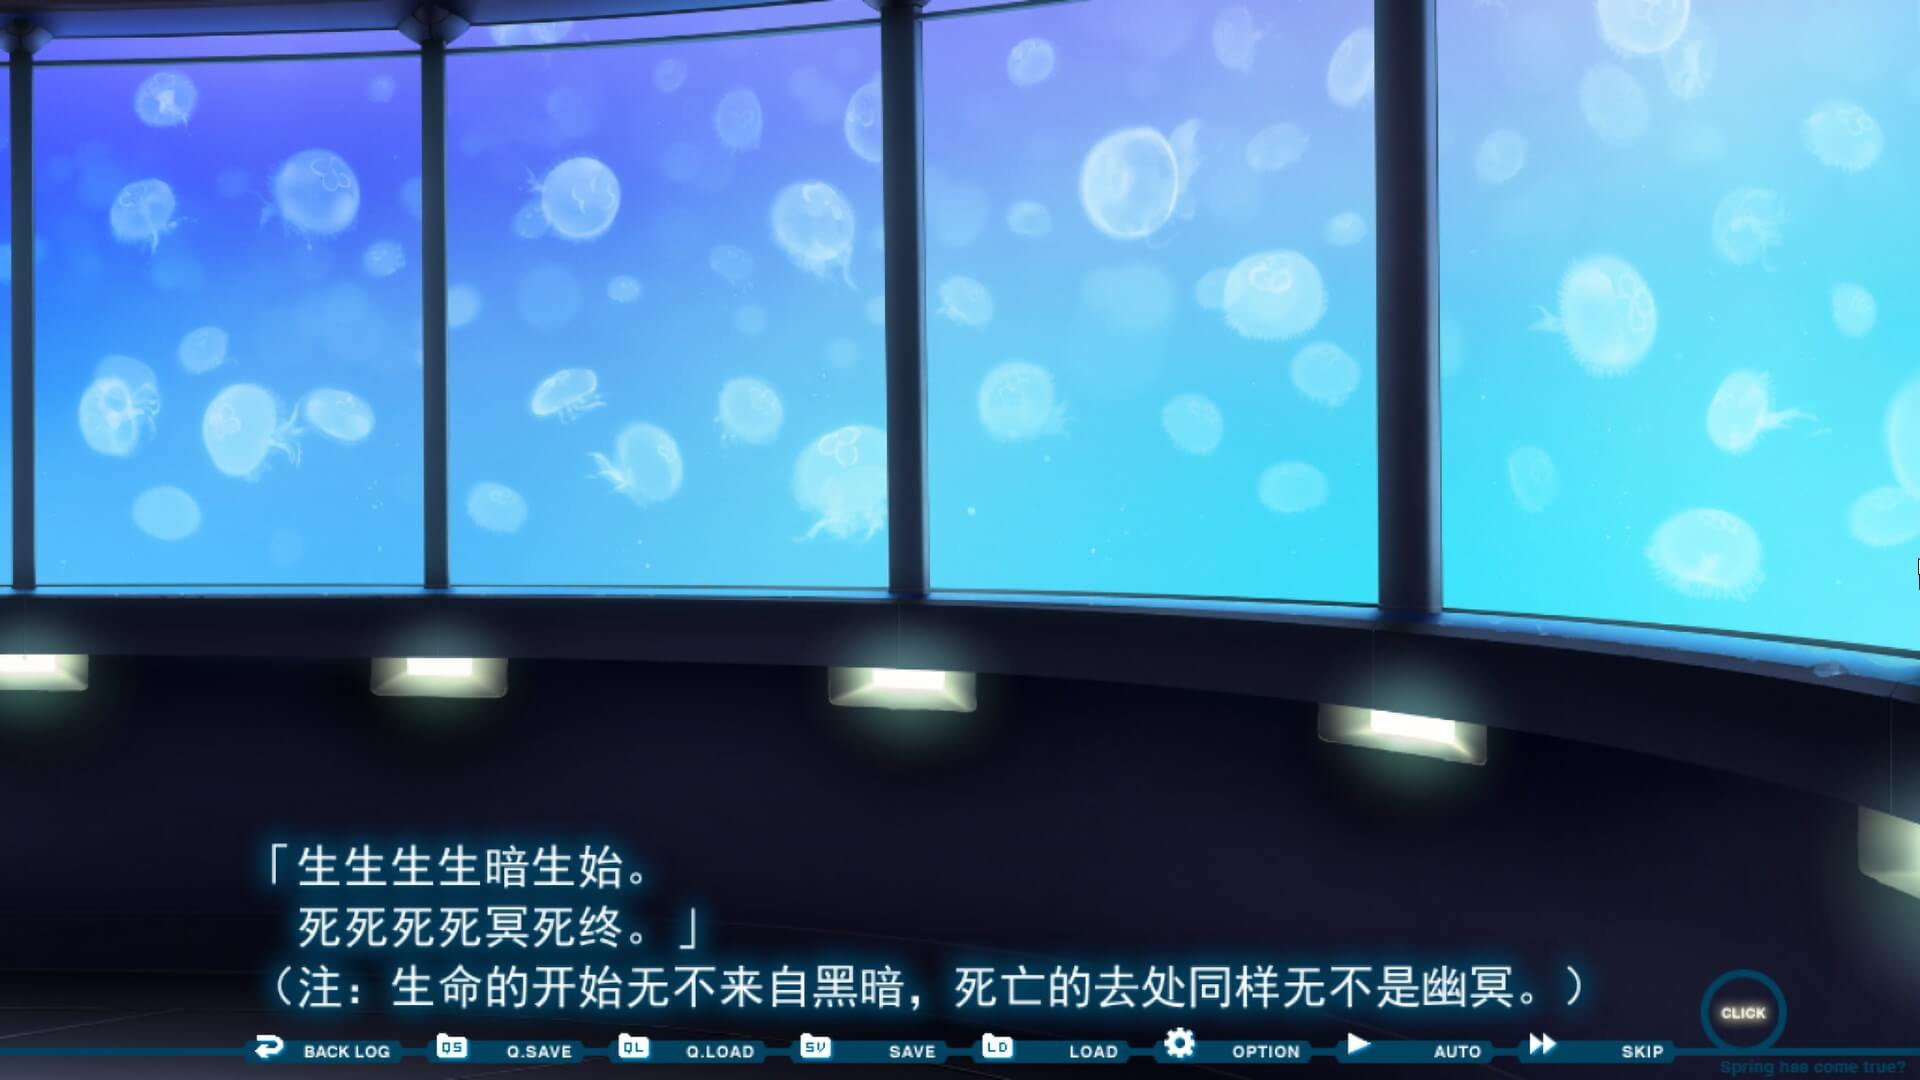 「生生生生暗生始。
死死死死冥死终。」
（注：生命的开始无不来自黑暗，死亡的去处同样无不是幽冥。）
CLICK
QS QL SV LD
BACK LOG Q.SAVE Q.LOAD SAVE LOAD OPTION AUTO SKIP
Spring has come true?